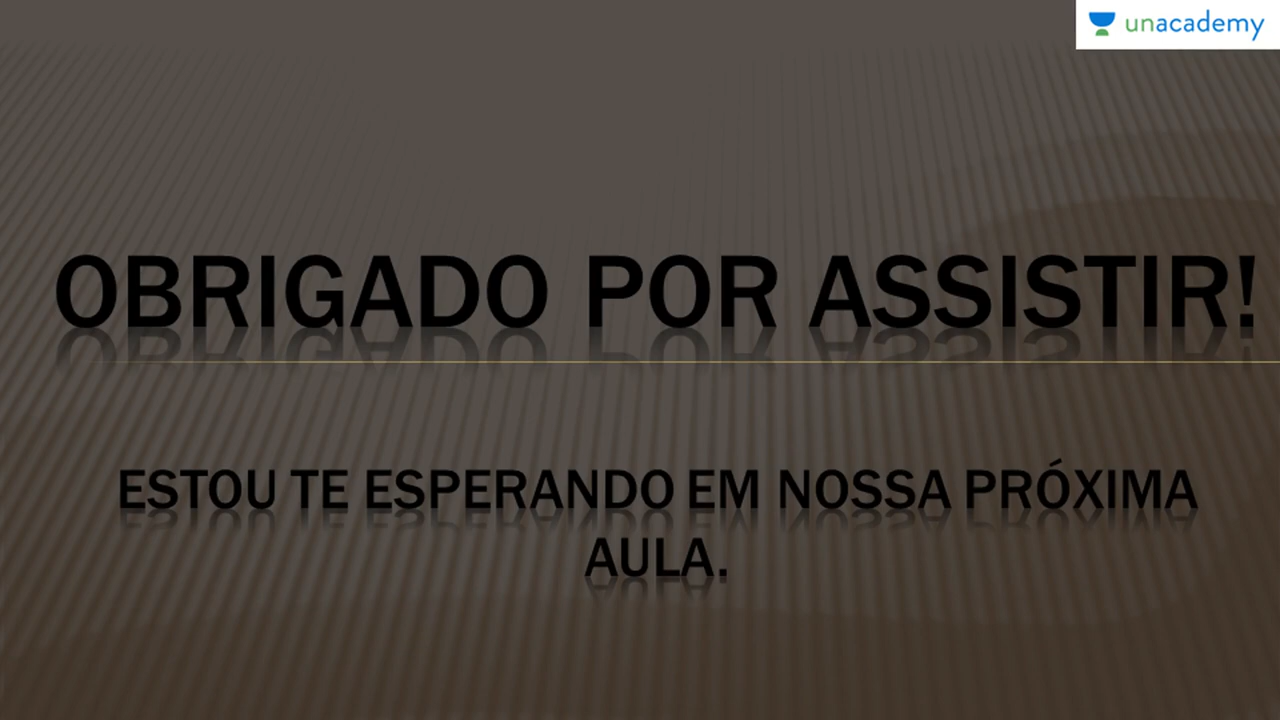 unacademy
OBRIGADO POR ASSISTIR!
ESTOU TE ESPERANDO EM NOSSA PRÓXIMA
AULA.